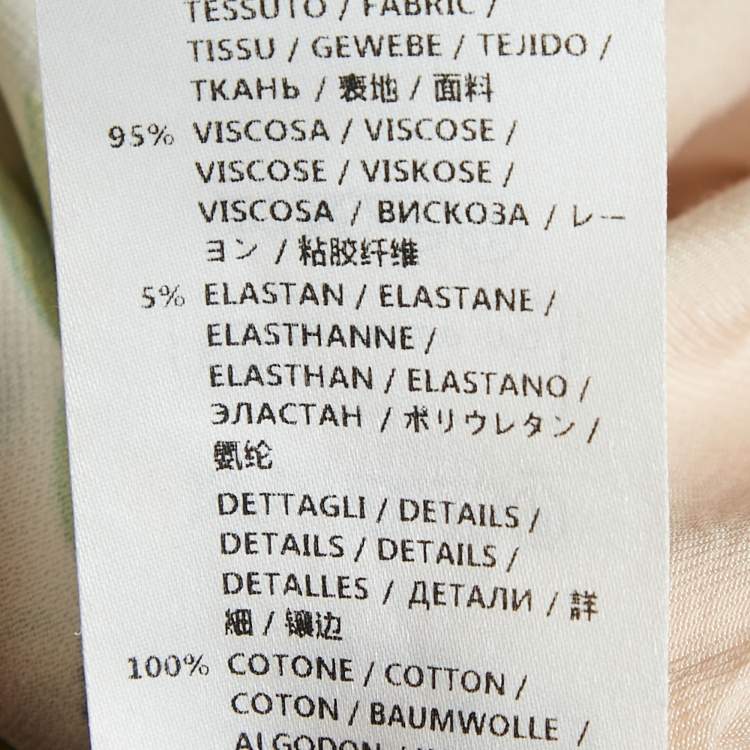 TESSUTO / FABRIC /
TISSU / GEWEBE / TEJIDO /
ТКАНЬ / 表地 / 面料
95% VISCOSA / VISCOSE /
VISCOSE / VISKOSE /
VISCOSA / ВИСКОЗА / レー
ヨン / 粘胶纤维
5% ELASTAN / ELASTANE /
ELASTHANNE /
ELASTHAN / ELASTANO /
ЭЛАСТАН / ポリウレタン /
氨纶
DETTAGLI / DETAILS /
DETAILS / DETAILS /
DETALLES / ДЕТАЛИ / 詳
細 / 镶边
100% COTONE / COTTON /
COTON / BAUMWOLLE /
ALGODON /